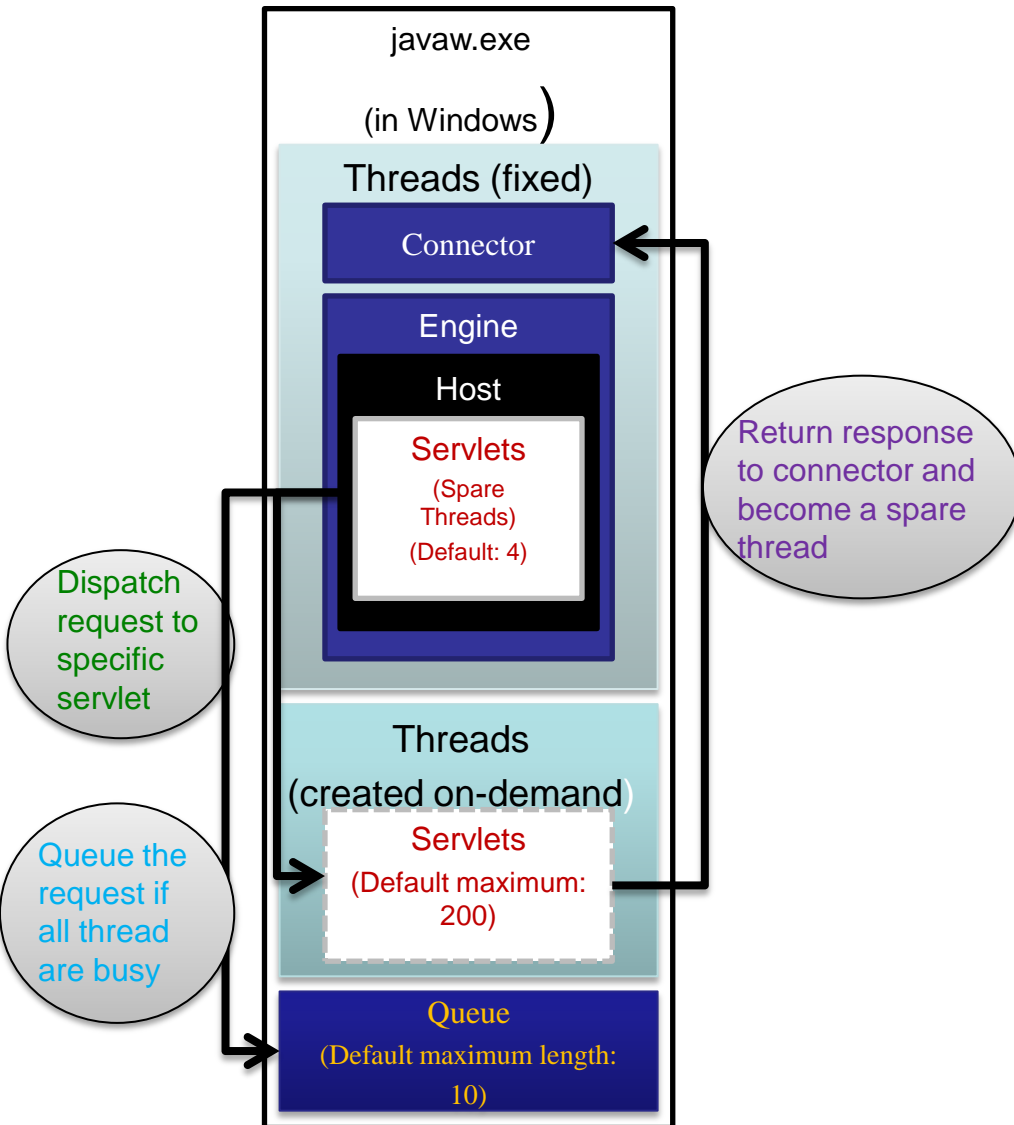 javaw.exe
(in Windows)
Threads (fixed)
Connector
Engine
Host
Servlets
(Spare
Threads)
(Default: 4)
Return response
to connector and
become a spare
thread
Dispatch
request to
specific
servlet
Threads
(created on-demand)
Servlets
(Default maximum:
200)
Queue the
request if
all thread
are busy
Queue
(Default maximum length:
10)